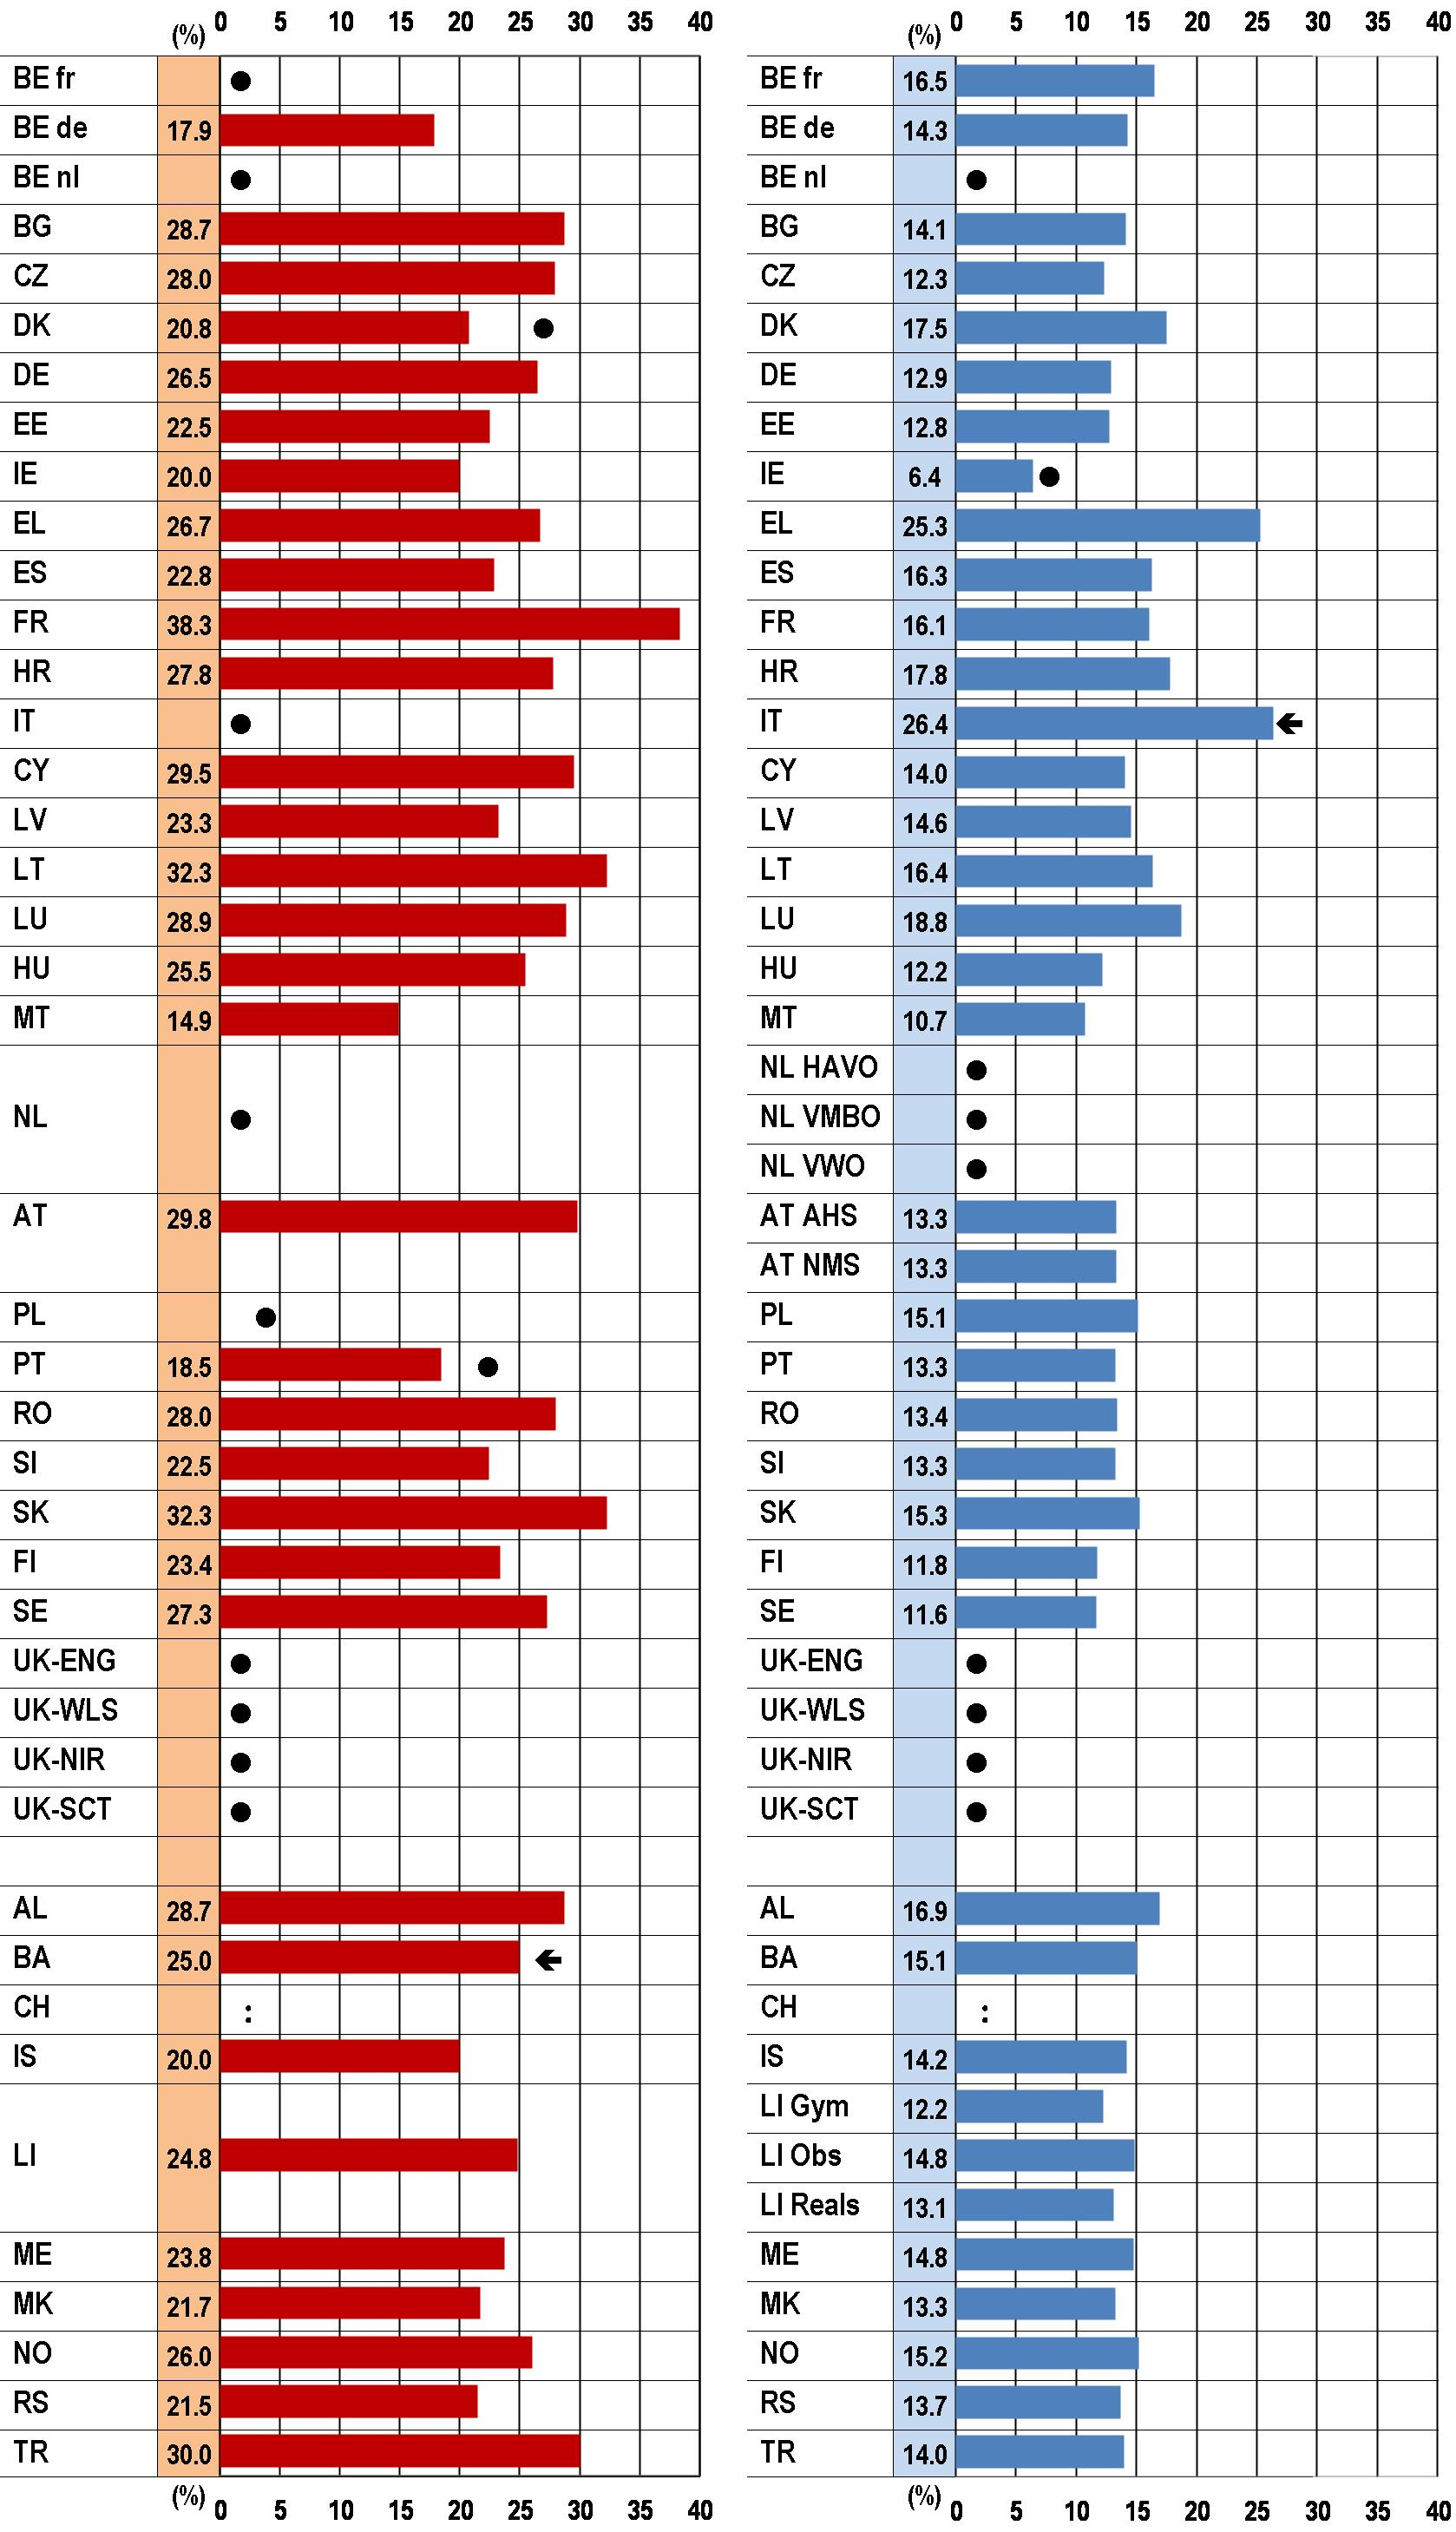 (%) 0 5 10 15 20 25 30 35 40 (%) 0 5 10 15 20 25 30 35 40
BE fr ● BE fr 16.5
BE de 17.9 BE de 14.3
BE nl ● BE nl ●
BG 28.7 BG 14.1
CZ 28.0 CZ 12.3
DK 20.8 ● DK 17.5
DE 26.5 DE 12.9
EE 22.5 EE 12.8
IE 20.0 IE 6.4 ●
EL 26.7 EL 25.3
ES 22.8 ES 16.3
FR 38.3 FR 16.1
HR 27.8 HR 17.8
IT ● IT 26.4 🡰
CY 29.5 CY 14.0
LV 23.3 LV 14.6
LT 32.3 LT 16.4
LU 28.9 LU 18.8
HU 25.5 HU 12.2
MT 14.9 MT 10.7
NL HAVO ●
NL ● NL VMBO ●
NL VWO ●
AT 29.8 AT AHS 13.3
AT NMS 13.3
PL ● PL 15.1
PT 18.5 ● PT 13.3
RO 28.0 RO 13.4
SI 22.5 SI 13.3
SK 32.3 SK 15.3
FI 23.4 FI 11.8
SE 27.3 SE 11.6
UK-ENG ● UK-ENG ●
UK-WLS ● UK-WLS ●
UK-NIR ● UK-NIR ●
UK-SCT ● UK-SCT ●
AL 28.7 AL 16.9
BA 25.0 🡰 BA 15.1
CH : CH :
IS 20.0 IS 14.2
LI Gym 12.2
LI 24.8 LI Obs 14.8
LI Reals 13.1
ME 23.8 ME 14.8
MK 21.7 MK 13.3
NO 26.0 NO 15.2
RS 21.5 RS 13.7
TR 30.0 TR 14.0
(%) 0 5 10 15 20 25 30 35 40 (%) 0 5 10 15 20 25 30 35 40